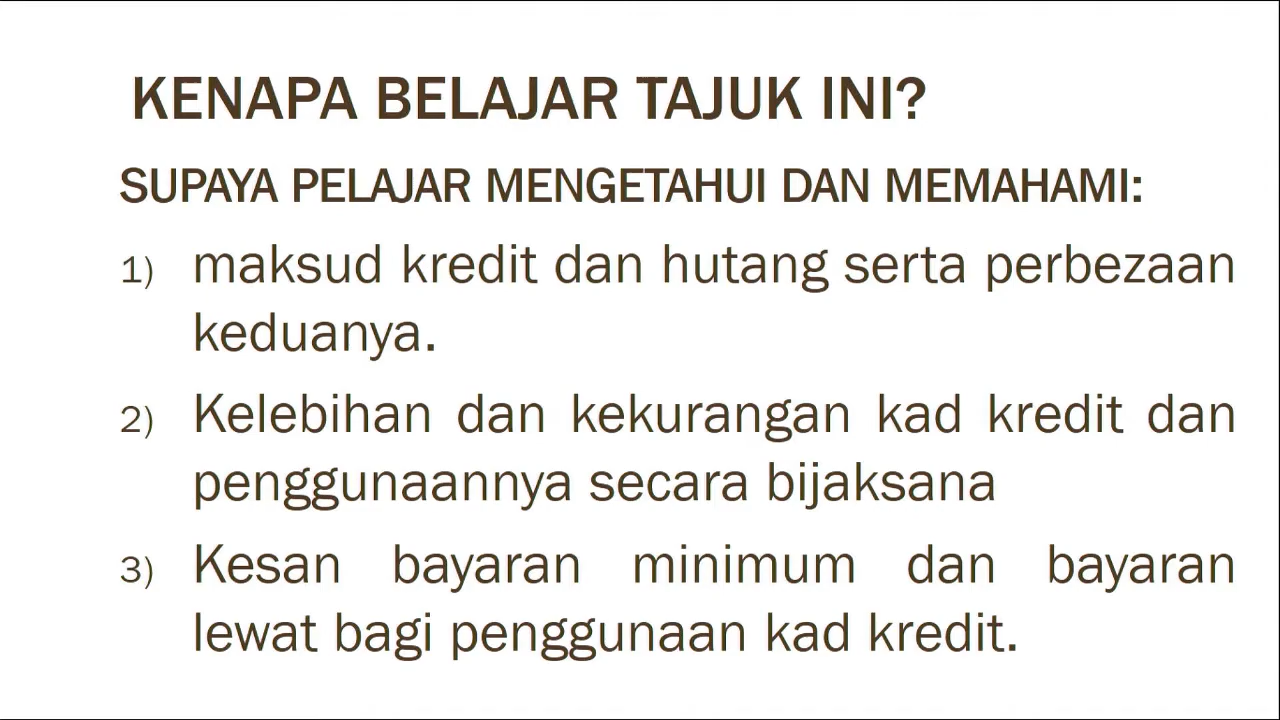 KENAPA BELAJAR TAJUK INI?
SUPAYA PELAJAR MENGETAHUI DAN MEMAHAMI:
1) maksud kredit dan hutang serta perbezaan
keduanya.
2) Kelebihan dan kekurangan kad kredit dan
penggunaannya secara bijaksana
3) Kesan bayaran minimum dan bayaran
lewat bagi penggunaan kad kredit.